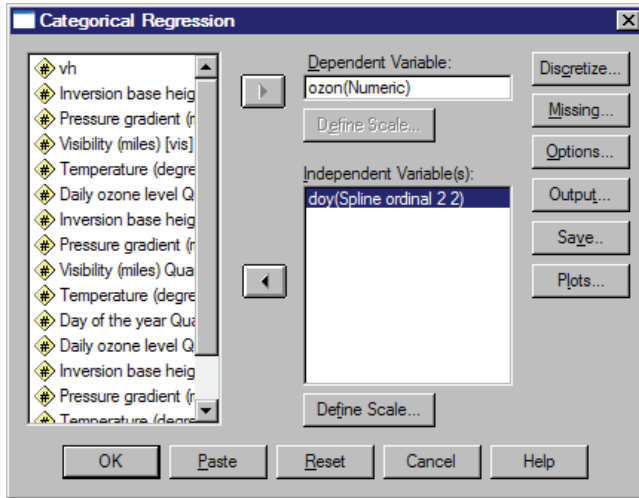 Categorical Regression
vh
Inversion base heig
Pressure gradient (r
Visibility (miles) [vis]
Temperature (degre
Daily ozone level Q
Inversion base heig
Pressure gradient (r
Visibility (miles) Qua
Temperature (degre
Day of the year Qua
Daily ozone level Q
Inversion base heig
Pressure gradient (r
Temperature (degre
Dependent Variable:
ozon(Numeric)
Define Scale...
Independent Variable(s):
doy(Spline ordinal 2 2)
Define Scale...
Discretize...
Missing...
Options...
Output...
Save..
Plots...
OK
Paste
Reset
Cancel
Help